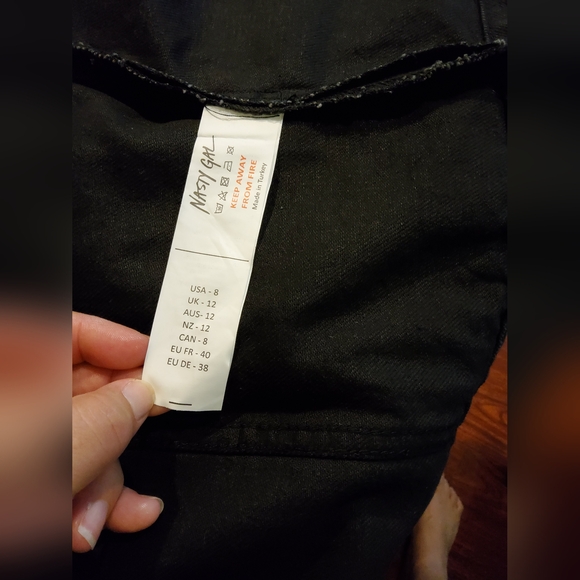 NASTY GAL
KEEP AWAY
FROM FIRE
Made in Turkey
USA - 8
UK - 12
AUS- 12
NZ - 12
CAN - 8
EU FR - 40
EU DE - 38